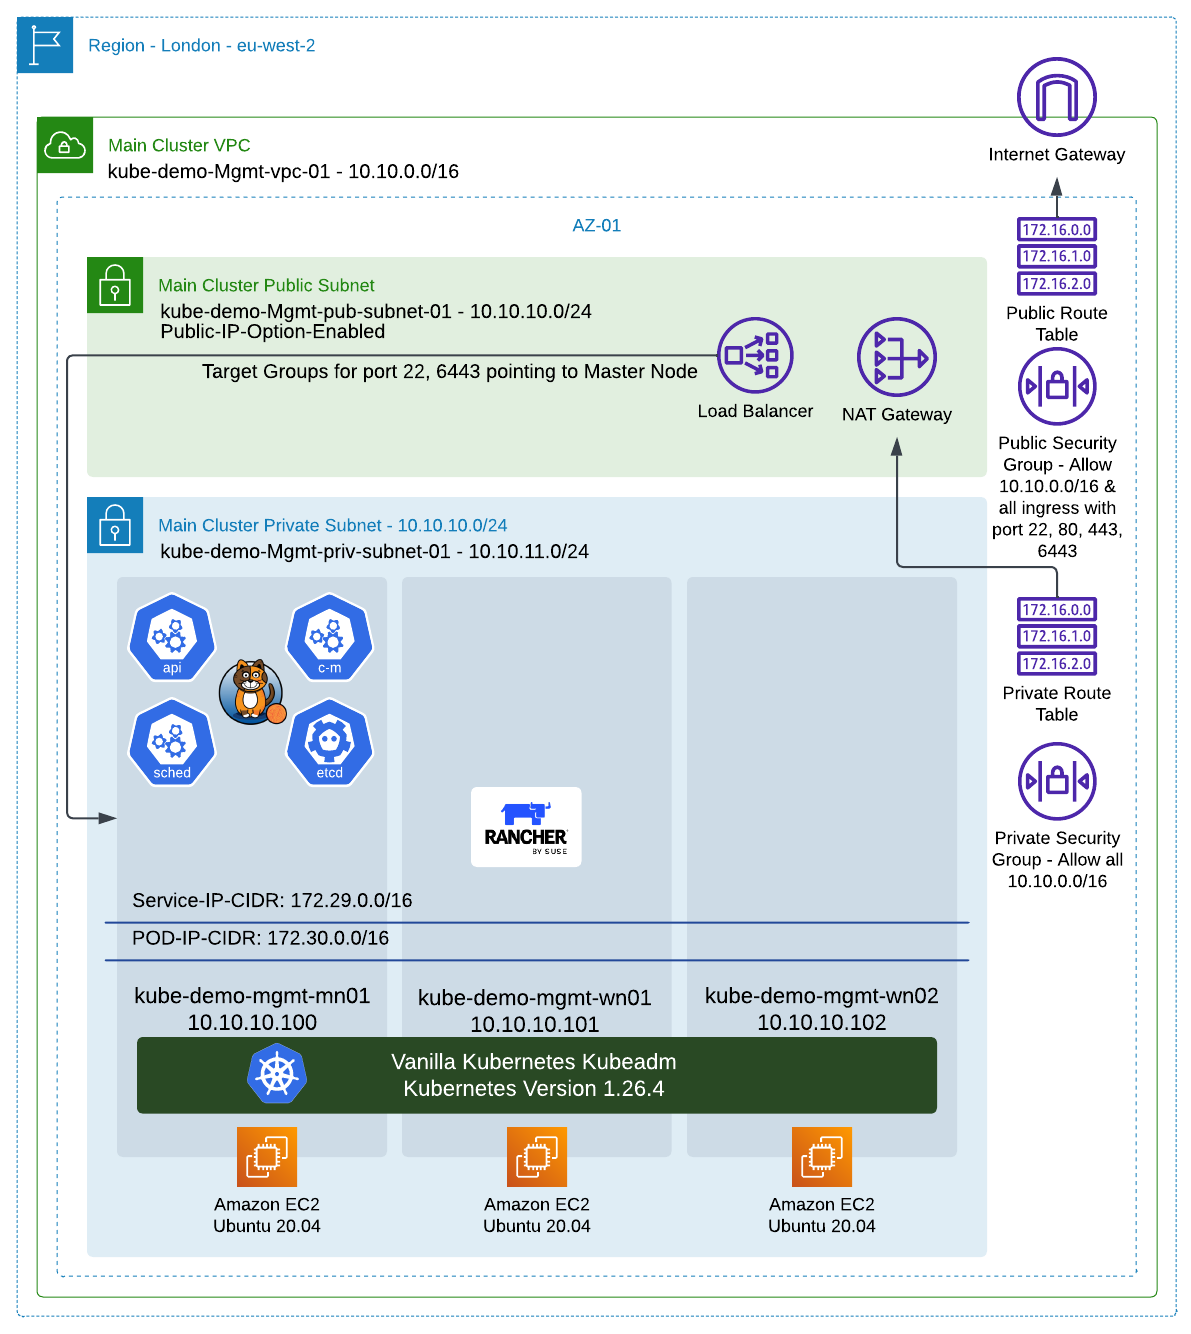 Region - London - eu-west-2
Main Cluster VPC
kube-demo-Mgmt-vpc-01 - 10.10.0.0/16
Internet Gateway
AZ-01
172.16.0.0
172.16.1.0
172.16.2.0
Public Route
Table
Main Cluster Public Subnet
kube-demo-Mgmt-pub-subnet-01 - 10.10.10.0/24
Public-IP-Option-Enabled
Target Groups for port 22, 6443 pointing to Master Node
Load Balancer
NAT Gateway
Public Security
Group - Allow
10.10.0.0/16 &
all ingress with
port 22, 80, 443,
6443
Main Cluster Private Subnet - 10.10.10.0/24
kube-demo-Mgmt-priv-subnet-01 - 10.10.11.0/24
172.16.0.0
172.16.1.0
172.16.2.0
Private Route
Table
api
c-m
sched
etcd
RANCHER
BY SUSE
Private Security
Group - Allow all
10.10.0.0/16
Service-IP-CIDR: 172.29.0.0/16
POD-IP-CIDR: 172.30.0.0/16
kube-demo-mgmt-mn01
10.10.10.100
kube-demo-mgmt-wn01
10.10.10.101
kube-demo-mgmt-wn02
10.10.10.102
Vanilla Kubernetes Kubeadm
Kubernetes Version 1.26.4
Amazon EC2
Ubuntu 20.04
Amazon EC2
Ubuntu 20.04
Amazon EC2
Ubuntu 20.04